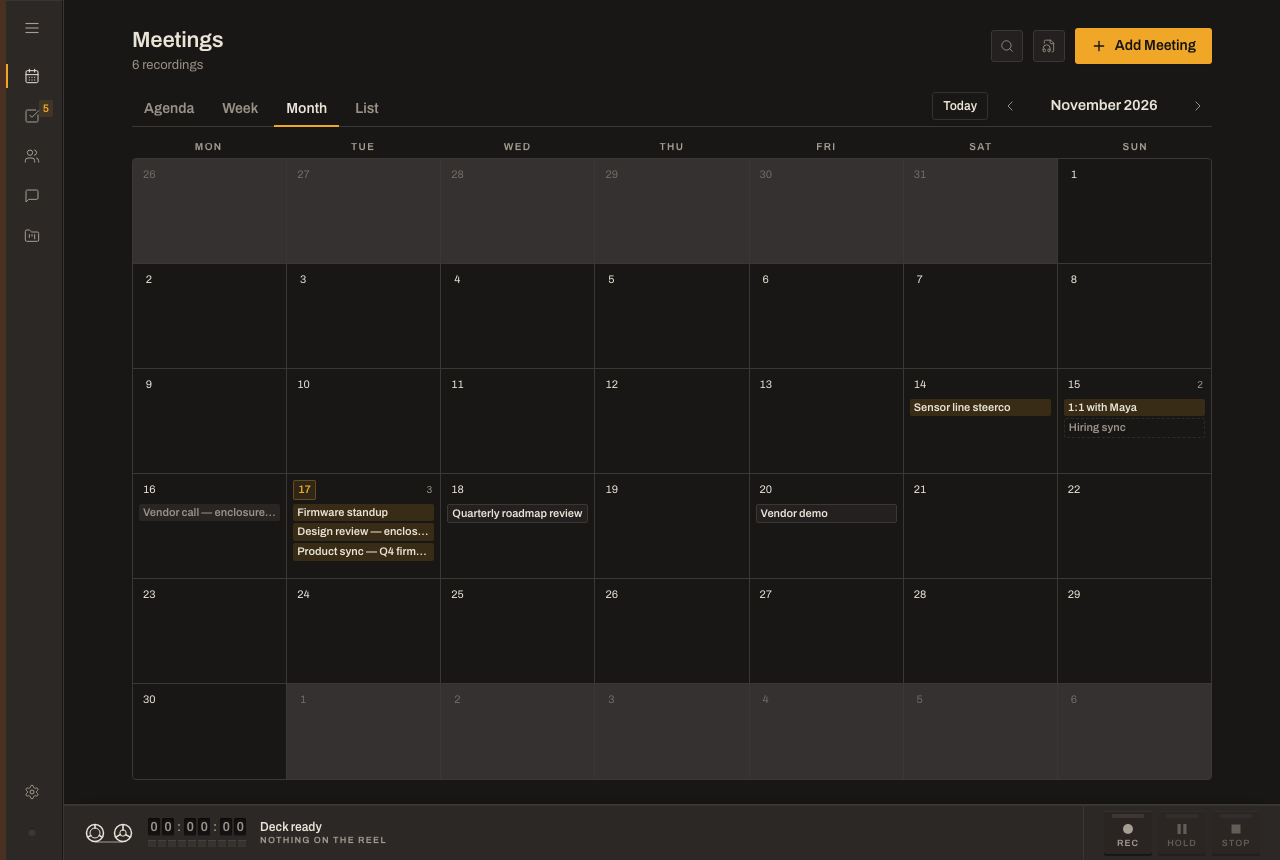 Meetings
6 recordings
Add Meeting
5
Agenda Week Month List
Today November 2026
MON TUE WED THU FRI SAT SUN
26 27 28 29 30 31 1
2 3 4 5 6 7 8
9 10 11 12 13 14 15 2
Sensor line steerco 1:1 with Maya
Hiring sync
16 17 3 18 19 20 21 22
Vendor call — enclosure… Firmware standup Quarterly roadmap review Vendor demo
Design review — enclos…
Product sync — Q4 firm…
23 24 25 26 27 28 29
30 1 2 3 4 5 6
00:00:00 Deck ready
NOTHING ON THE REEL
REC HOLD STOP